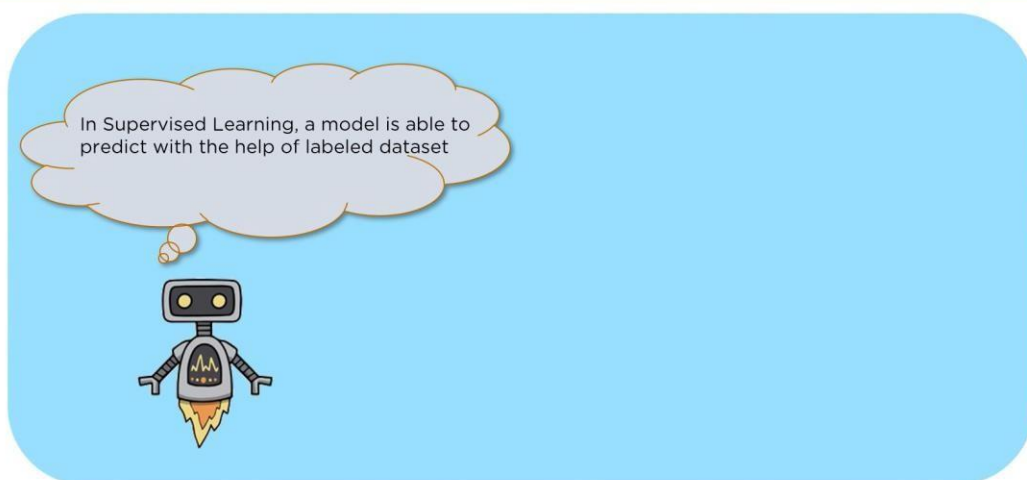 In Supervised Learning, a model is able to
predict with the help of labeled dataset